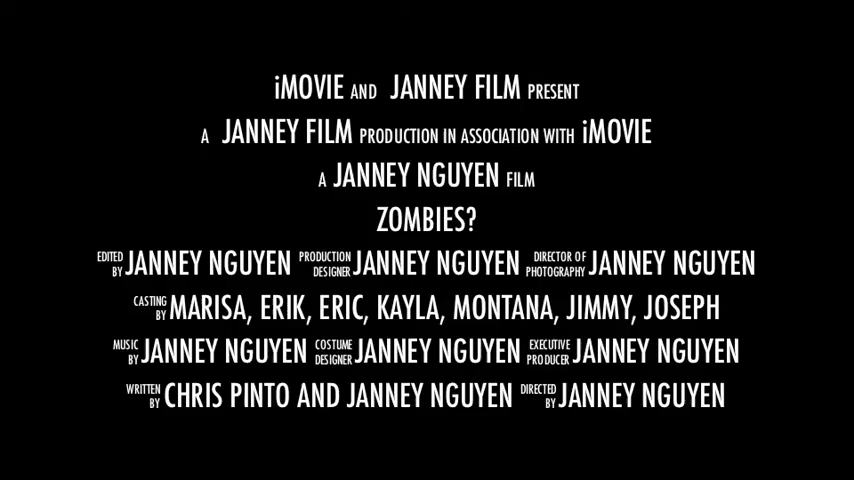 iMOVIE AND JANNEY FILM PRESENT
A JANNEY FILM PRODUCTION IN ASSOCIATION WITH iMOVIE
A JANNEY NGUYEN FILM
ZOMBIES?
EDITED BY JANNEY NGUYEN PRODUCTION DESIGNER JANNEY NGUYEN DIRECTOR OF PHOTOGRAPHY JANNEY NGUYEN
CASTING BY MARISA, ERIK, ERIC, KAYLA, MONTANA, JIMMY, JOSEPH
MUSIC BY JANNEY NGUYEN COSTUME DESIGNER JANNEY NGUYEN EXECUTIVE PRODUCER JANNEY NGUYEN
WRITTEN BY CHRIS PINTO AND JANNEY NGUYEN DIRECTED BY JANNEY NGUYEN